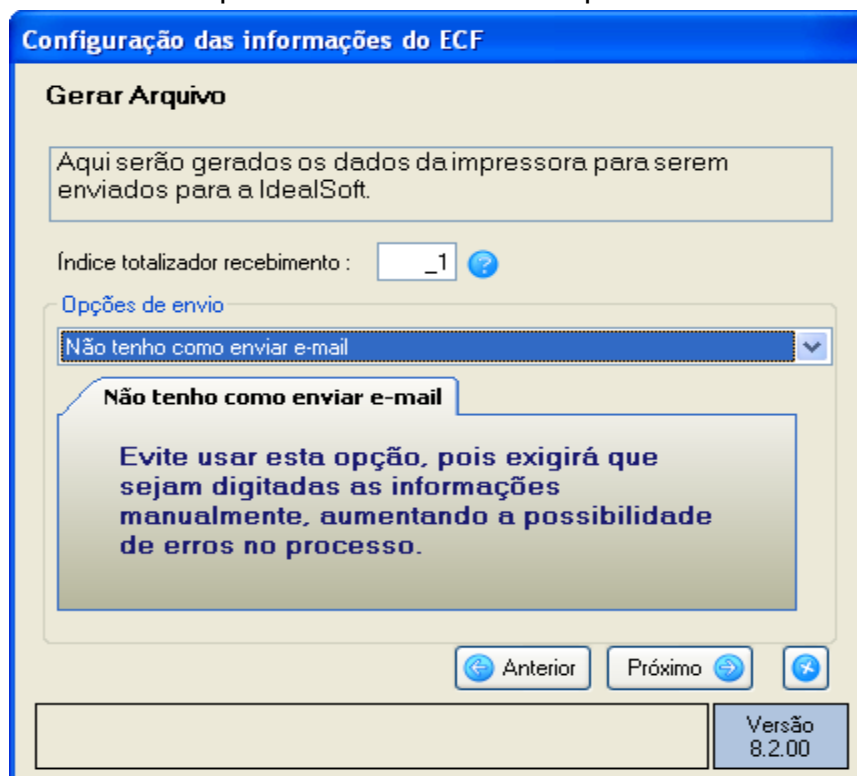 Configuração das informações do ECF
Gerar Arquivo
Aqui serão gerados os dados da impressora para serem
enviados para a IdealSoft.
Índice totalizador recebimento : _1
Opções de envio
Não tenho como enviar e-mail
Não tenho como enviar e-mail
Evite usar esta opção, pois exigirá que
sejam digitadas as informações
manualmente, aumentando a possibilidade
de erros no processo.
Anterior Próximo
Versão
8.2.00